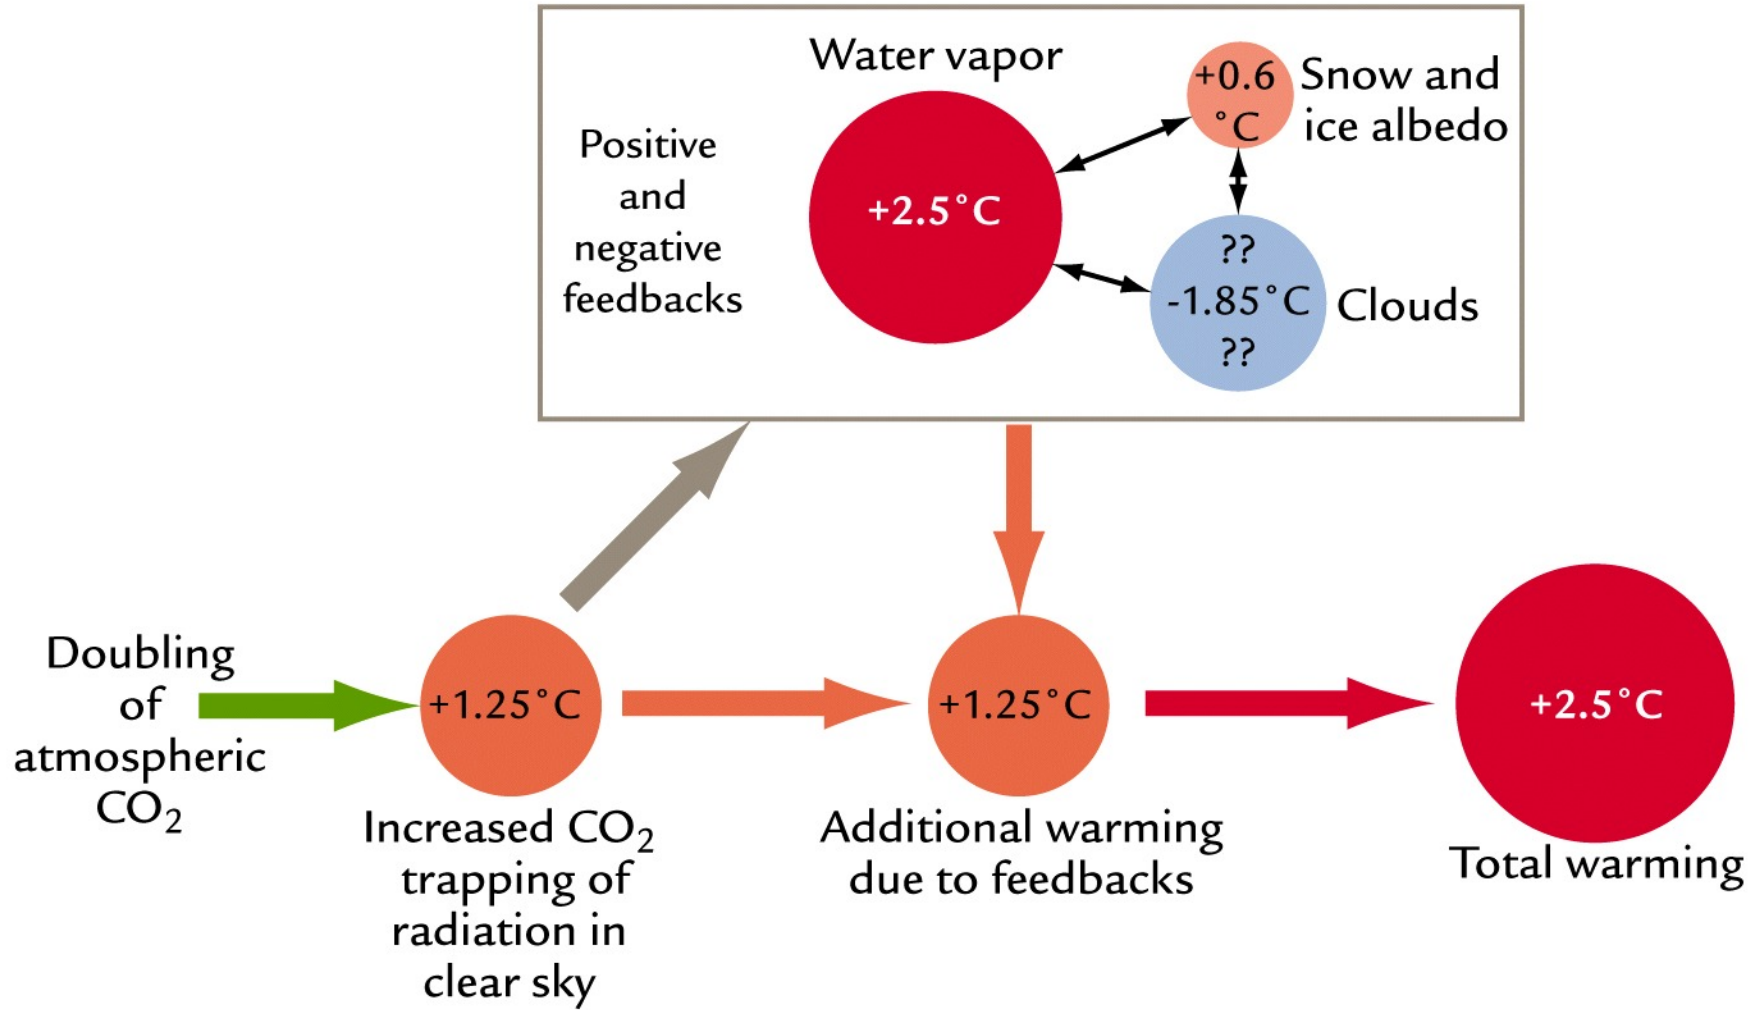 Water vapor
+0.6
°C
Snow and
ice albedo
Positive
and
negative
feedbacks
+2.5°C
??
-1.85°C
??
Clouds
Doubling
of
atmospheric
CO₂
+1.25°C
Increased CO₂
trapping of
radiation in
clear sky
+1.25°C
Additional warming
due to feedbacks
+2.5°C
Total warming